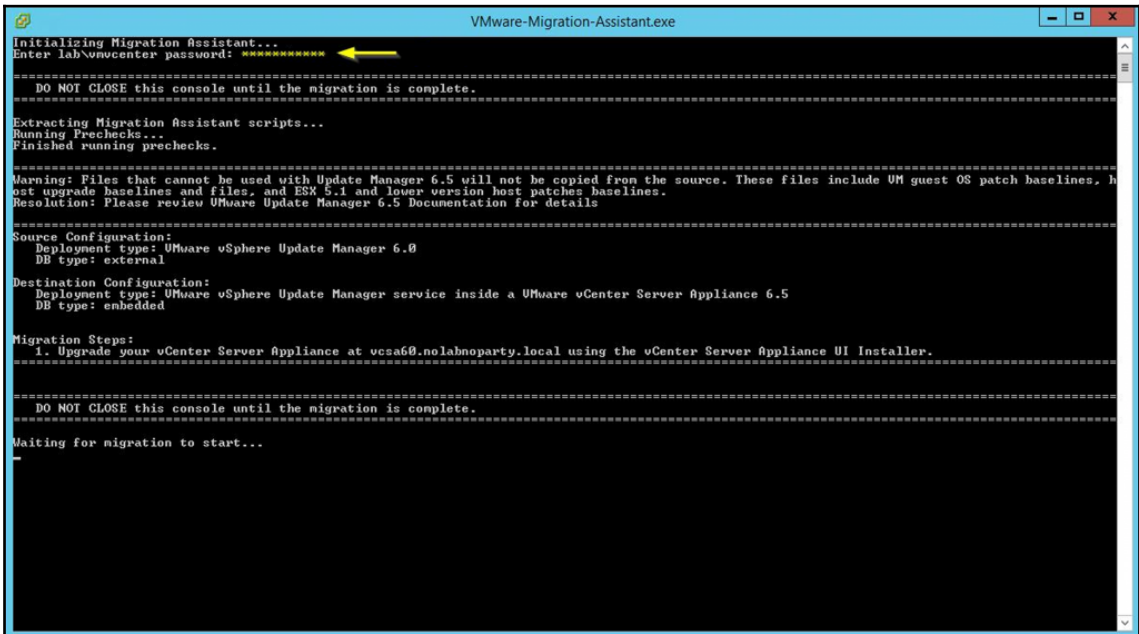 VMware-Migration-Assistant.exe
Initializing Migration Assistant...
Enter lab\vmvcenter password: ***********
================================================================================
DO NOT CLOSE this console until the migration is complete.
================================================================================
Extracting Migration Assistant scripts...
Running Prechecks...
Finished running prechecks.
================================================================================
Warning: Files that cannot be used with Update Manager 6.5 will not be copied from the source. These files include VM guest OS patch baselines, h
ost upgrade baselines and files, and ESX 5.1 and lower version host patches baselines.
Resolution: Please review VMware Update Manager 6.5 Documentation for details
================================================================================
Source Configuration:
Deployment type: VMware vSphere Update Manager 6.0
DB type: external
Destination Configuration:
Deployment type: VMware vSphere Update Manager service inside a VMware vCenter Server Appliance 6.5
DB type: embedded
Migration Steps:
1. Upgrade your vCenter Server Appliance at vcsa60.nolabnoparty.local using the vCenter Server Appliance UI Installer.
================================================================================
================================================================================
DO NOT CLOSE this console until the migration is complete.
================================================================================
Waiting for migration to start...